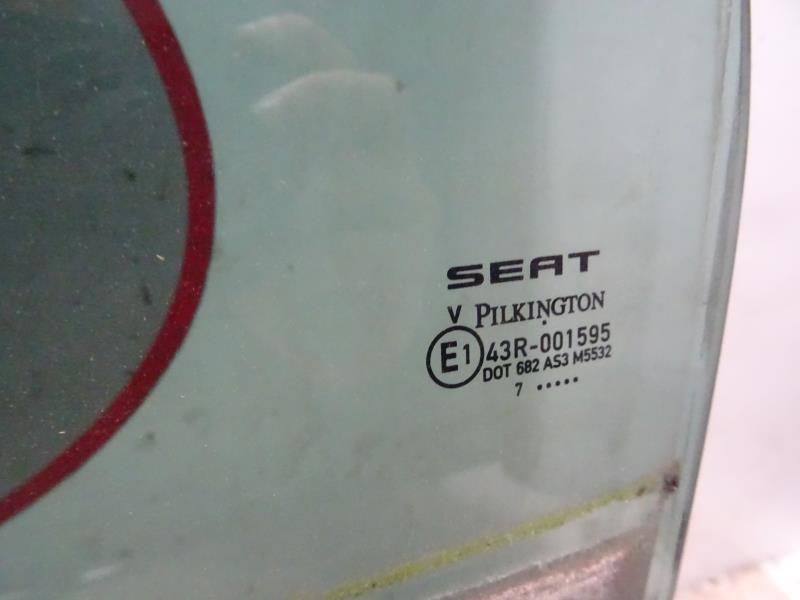 SEAT
V PILKINGTON
E1 43R-001595
DOT 682 AS3 M5532
7 •••••